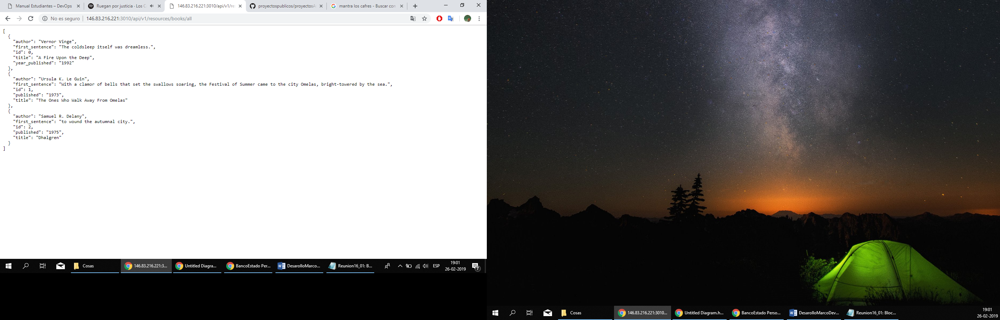 Manual Estudiantes – DevOps
Ruegan por justicia · Los C
146.83.216.221:3010/api/v1/re
proyectospublicos/proyectosA
mantra los cafres - Buscar con
No es seguro | 146.83.216.221:3010/api/v1/resources/books/all
[
{
"author": "Vernor Vinge",
"first_sentence": "The coldsleep itself was dreamless.",
"id": 0,
"title": "A Fire Upon the Deep",
"year_published": "1992"
},
{
"author": "Ursula K. Le Guin",
"first_sentence": "With a clamor of bells that set the swallows soaring, the Festival of Summer came to the city Omelas, bright-towered by the sea.",
"id": 1,
"published": "1973",
"title": "The Ones Who Walk Away From Omelas"
},
{
"author": "Samuel R. Delany",
"first_sentence": "to wound the autumnal city.",
"id": 2,
"published": "1975",
"title": "Dhalgren"
}
]
Cosas
146.83.216.221:3...
Untitled Diagra...
BancoEstado Per...
DesarolloMarco...
Reunion16_01: B...
ESP
19:01
26-02-2019
7
Cosas
146.83.216.221:3010...
Untitled Diagram.h...
BancoEstado Perso...
DesarolloMarcoDev...
Reunion16_01: Bloc...
19:01
26-02-2019